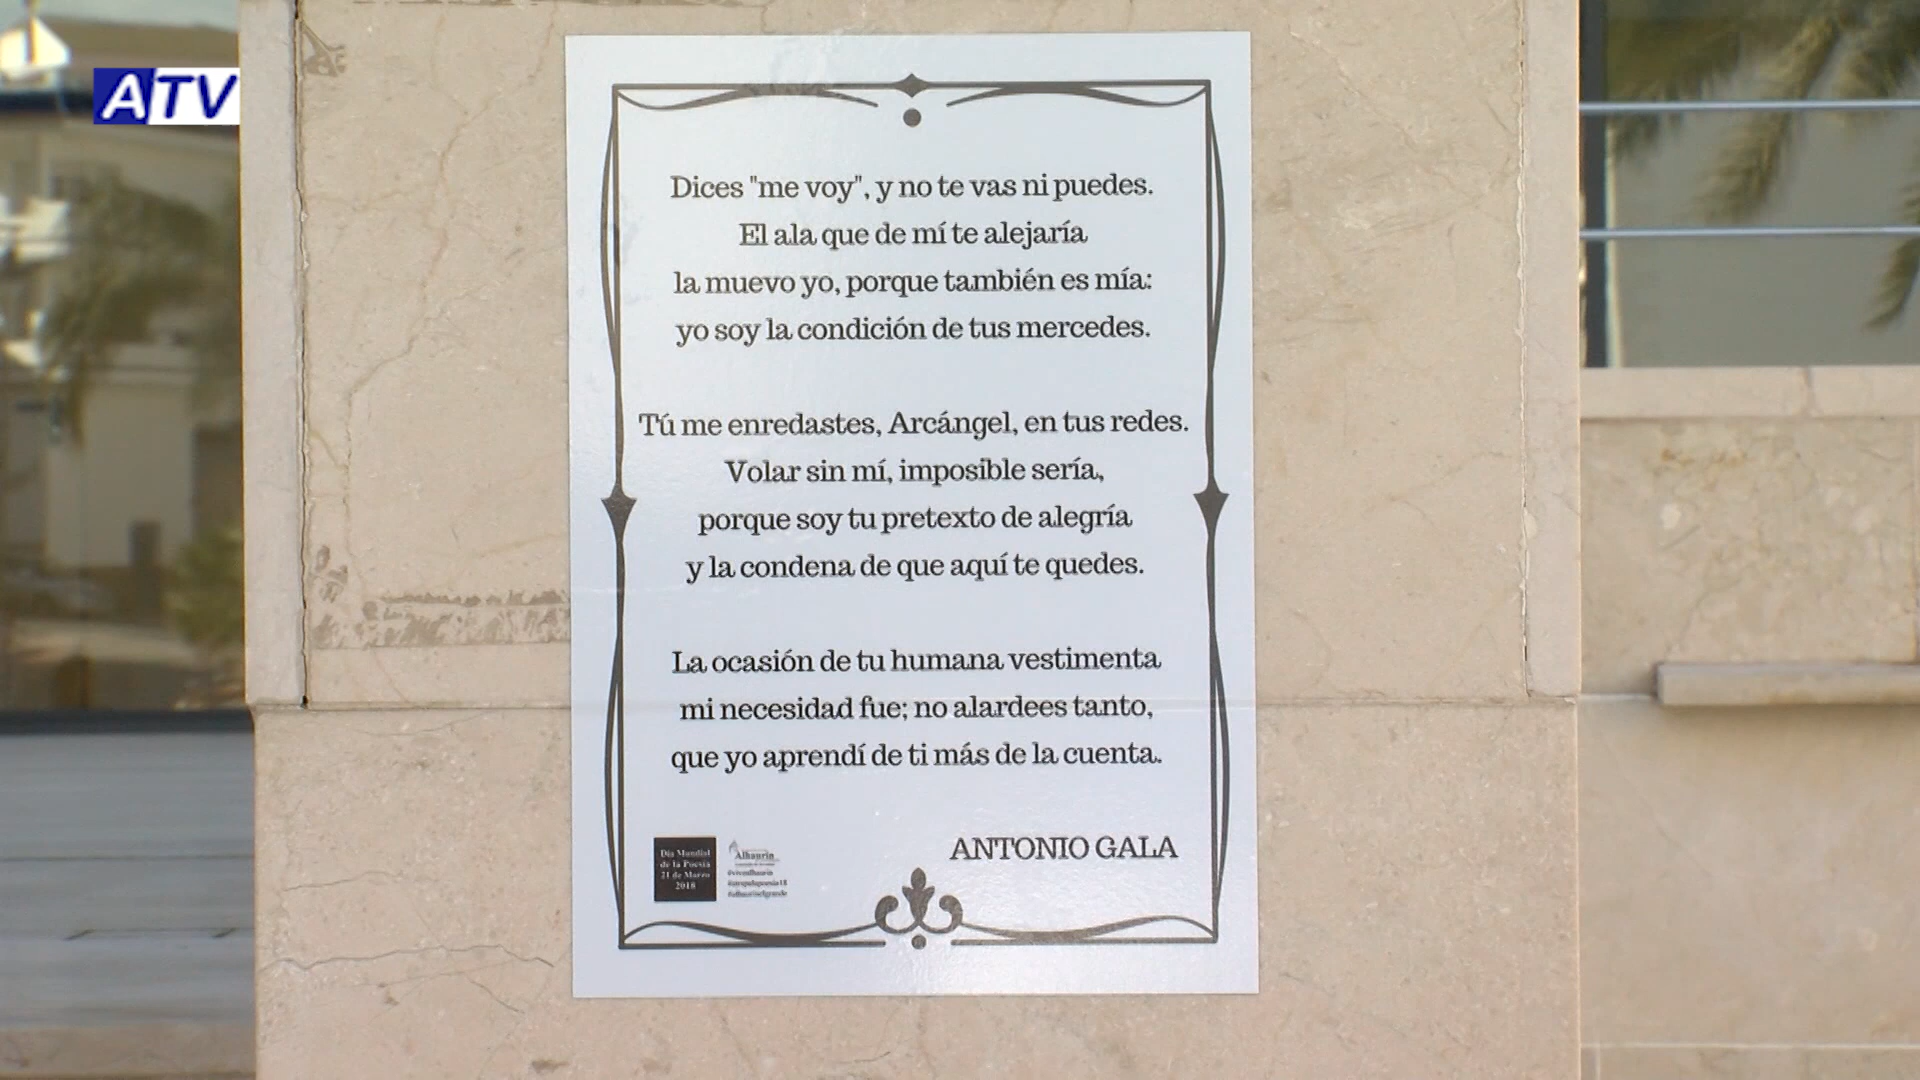 ATV
Dices "me voy", y no te vas ni puedes.
El ala que de mí te alejaría
la muevo yo, porque también es mía:
yo soy la condición de tus mercedes.
Tú me enredastes, Arcángel, en tus redes.
Volar sin mí, imposible sería,
porque soy tu pretexto de alegría
y la condena de que aquí te quedes.
La ocasión de tu humana vestimenta
mi necesidad fue; no alardees tanto,
que yo aprendí de ti más de la cuenta.
ANTONIO GALA
Día Mundial
de la Poesía
21 de Marzo
2018
Alhaurín